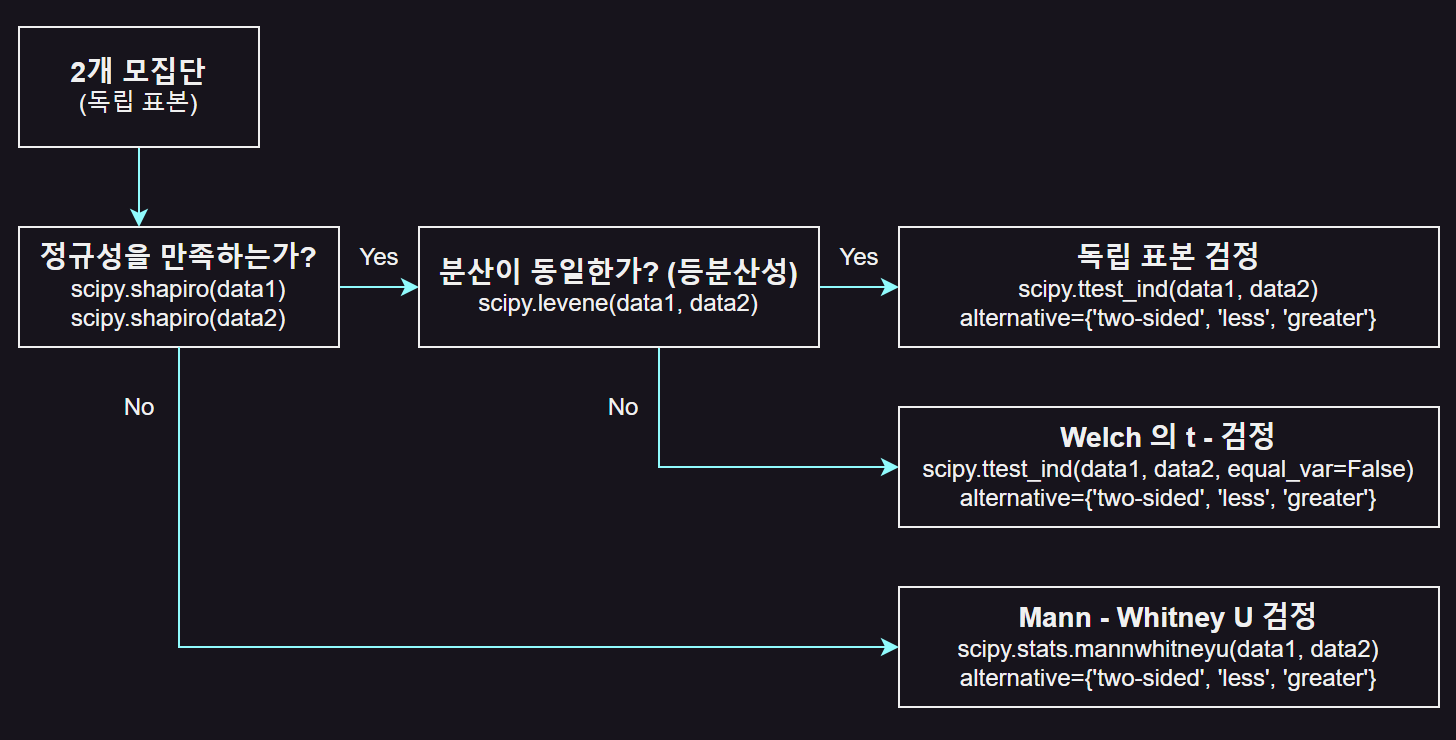 2개 모집단
(독립 표본)
정규성을 만족하는가?
scipy.shapiro(data1)
scipy.shapiro(data2)
Yes
분산이 동일한가? (등분산성)
scipy.levene(data1, data2)
Yes
독립 표본 검정
scipy.ttest_ind(data1, data2)
alternative={'two-sided', 'less', 'greater'}
No
No
Welch 의 t - 검정
scipy.ttest_ind(data1, data2, equal_var=False)
alternative={'two-sided', 'less', 'greater'}
Mann - Whitney U 검정
scipy.stats.mannwhitneyu(data1, data2)
alternative={'two-sided', 'less', 'greater'}